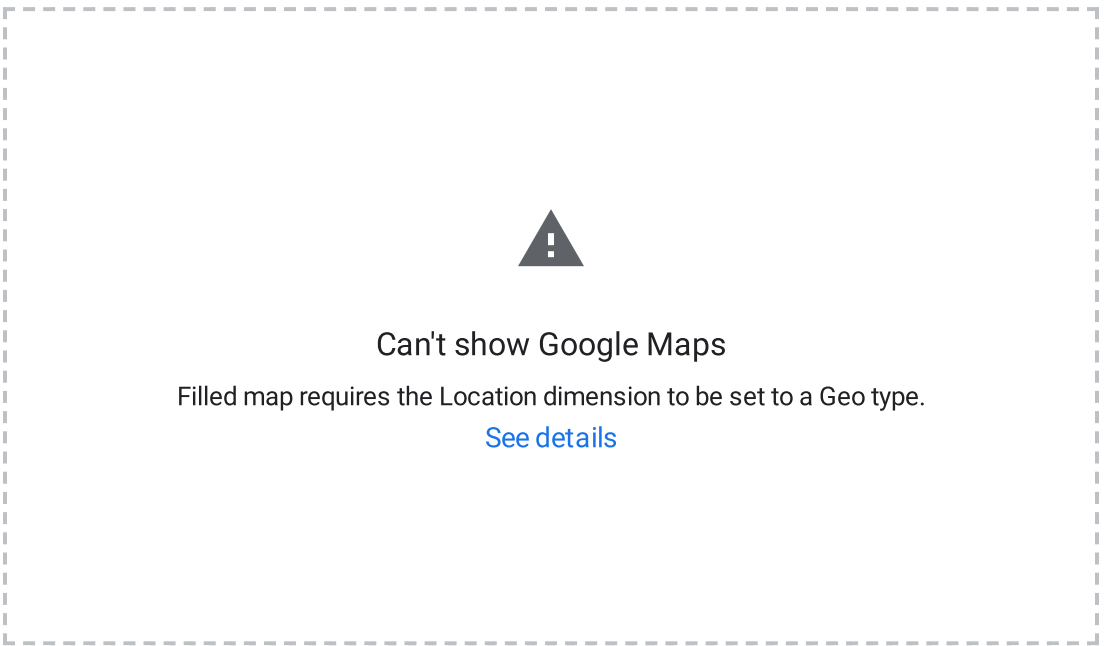 Can't show Google Maps
Filled map requires the Location dimension to be set to a Geo type.
See details